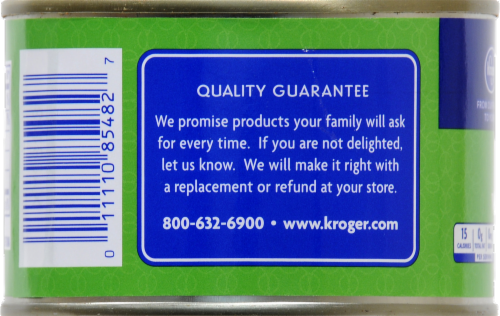 QUALITY GUARANTEE
We promise products your family will ask
for every time. If you are not delighted,
let us know. We will make it right with
a replacement or refund at your store.
800-632-6900 • www.kroger.com
0 11110 85482 7
15
CALORIES